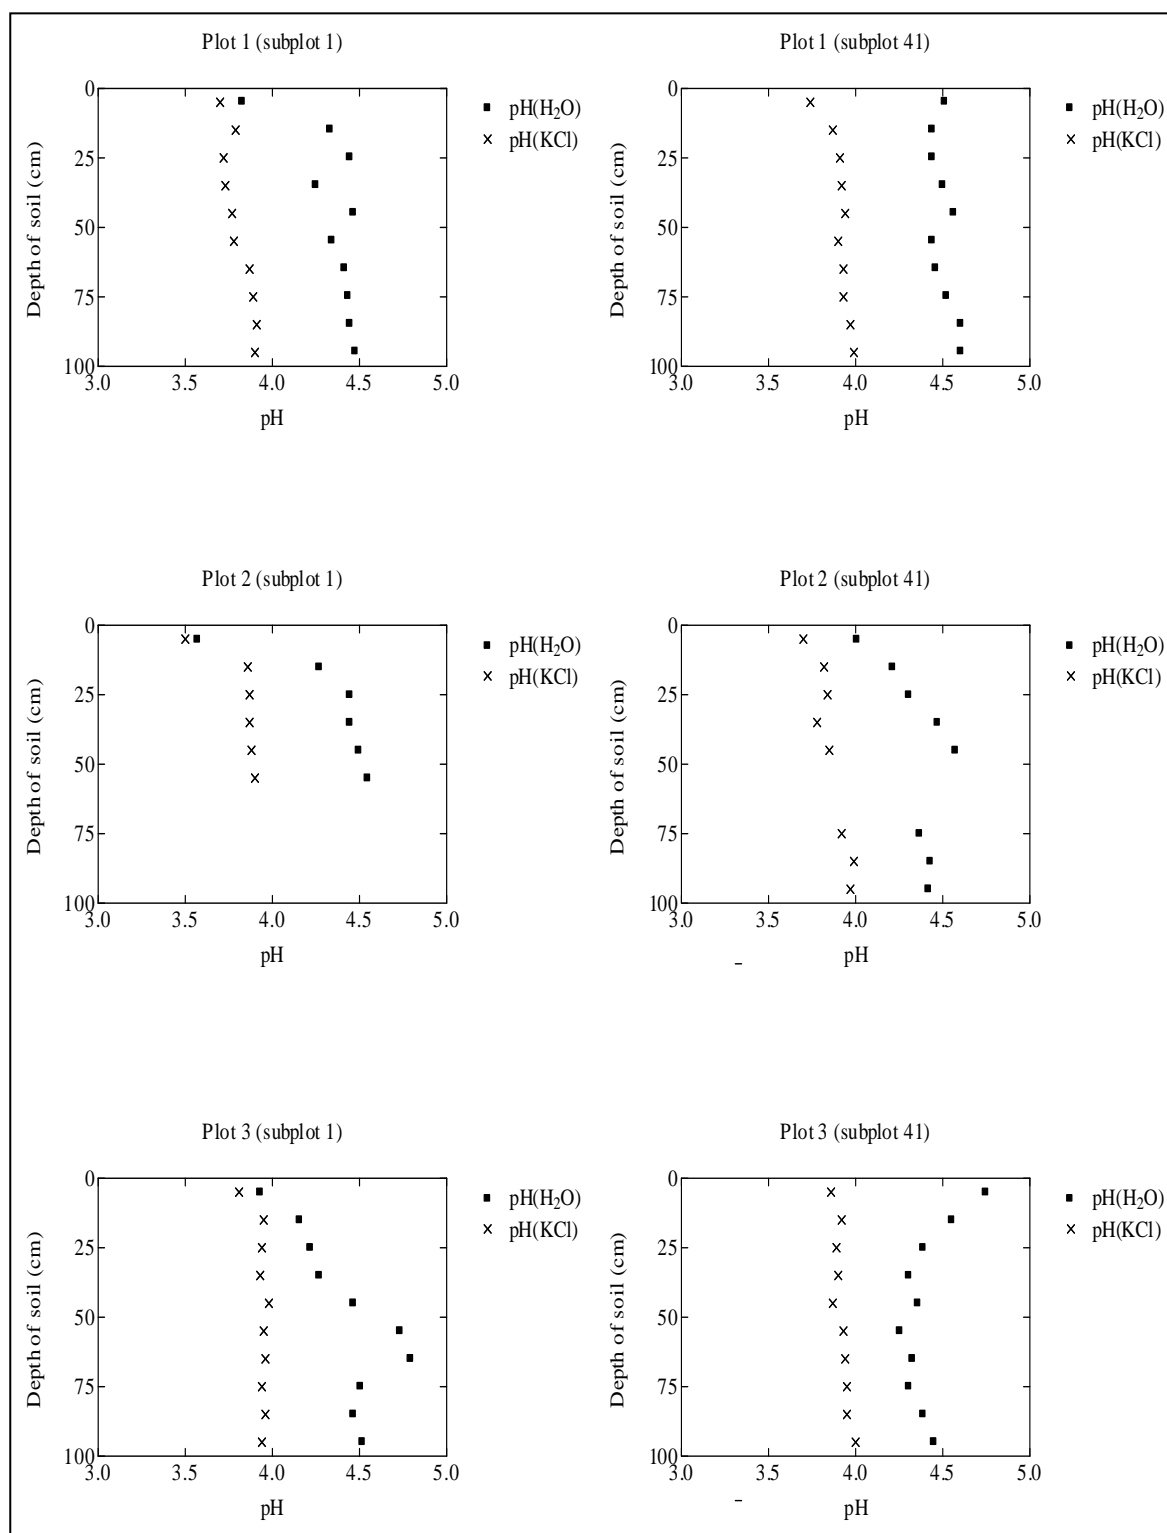 Plot 1 (subplot 1)
0
25
50
75
100
Depth of soil (cm)
3.0 3.5 4.0 4.5 5.0
pH
pH(H₂O)
pH(KCl)
Plot 1 (subplot 41)
0
25
50
75
100
Depth of soil (cm)
3.0 3.5 4.0 4.5 5.0
pH
pH(H₂O)
pH(KCl)
Plot 2 (subplot 1)
0
25
50
75
100
Depth of soil (cm)
3.0 3.5 4.0 4.5 5.0
pH
pH(H₂O)
pH(KCl)
Plot 2 (subplot 41)
0
25
50
75
100
Depth of soil (cm)
3.0 3.5 4.0 4.5 5.0
pH
pH(H₂O)
pH(KCl)
Plot 3 (subplot 1)
0
25
50
75
100
Depth of soil (cm)
3.0 3.5 4.0 4.5 5.0
pH
pH(H₂O)
pH(KCl)
Plot 3 (subplot 41)
0
25
50
75
100
Depth of soil (cm)
3.0 3.5 4.0 4.5 5.0
pH
pH(H₂O)
pH(KCl)